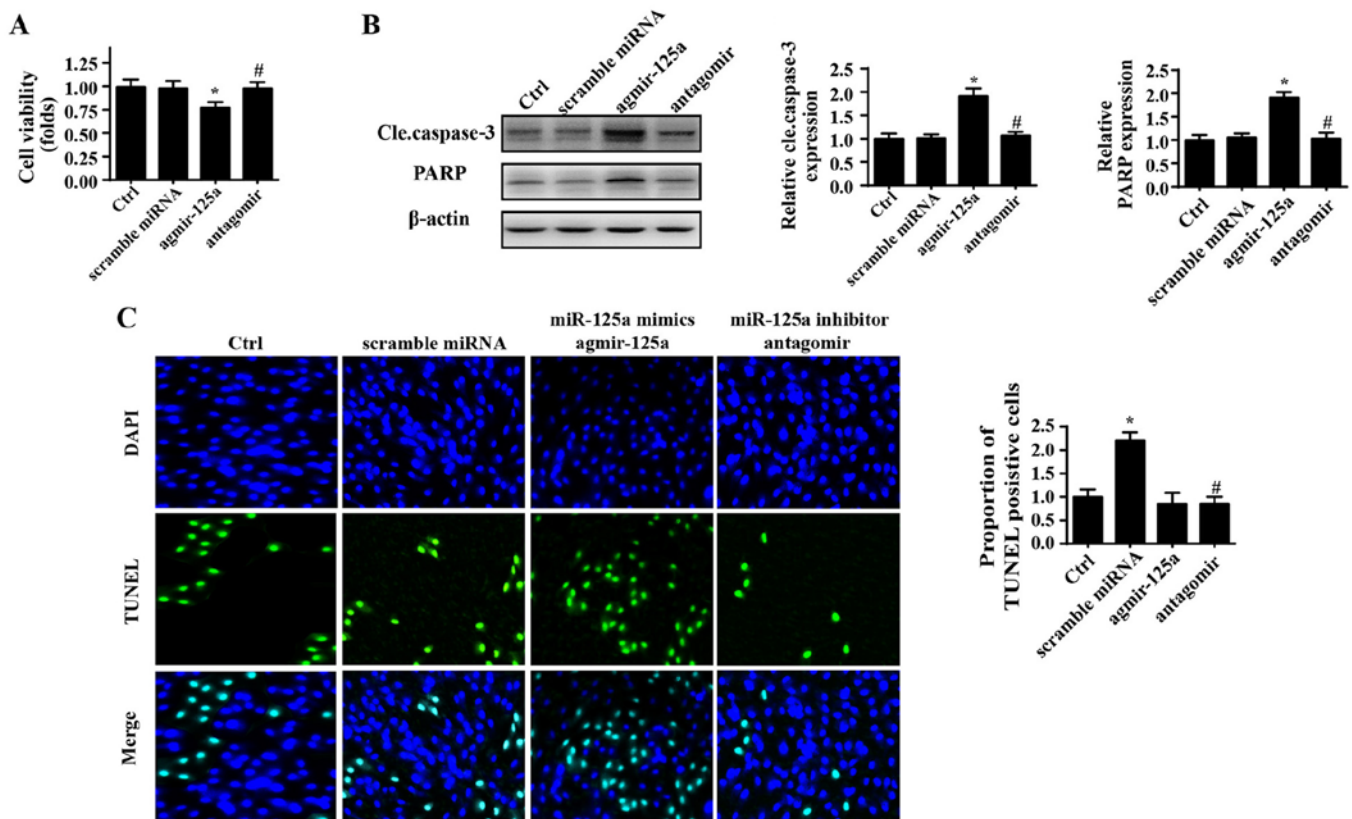 A
Cell viability
(folds)
1.25
1.00
0.75
0.50
0.25
0.00
*
#
Ctrl
scramble miRNA
agmir-125a
antagomir
B
Ctrl
scramble miRNA
agmir-125a
antagomir
Cle.caspase-3
PARP
β-actin
Relative cle.caspase-3
expression
2.5
2.0
1.5
1.0
0.5
0.0
*
#
Ctrl
scramble miRNA
agmir-125a
antagomir
Relative
PARP expression
2.5
2.0
1.5
1.0
0.5
0.0
*
#
Ctrl
scramble miRNA
agmir-125a
antagomir
C
Ctrl
scramble miRNA
miR-125a mimics
agmir-125a
miR-125a inhibitor
antagomir
DAPI
TUNEL
Merge
Proportion of
TUNEL posistive cells
2.5
2.0
1.5
1.0
0.5
0.0
*
#
Ctrl
scramble miRNA
agmir-125a
antagomir